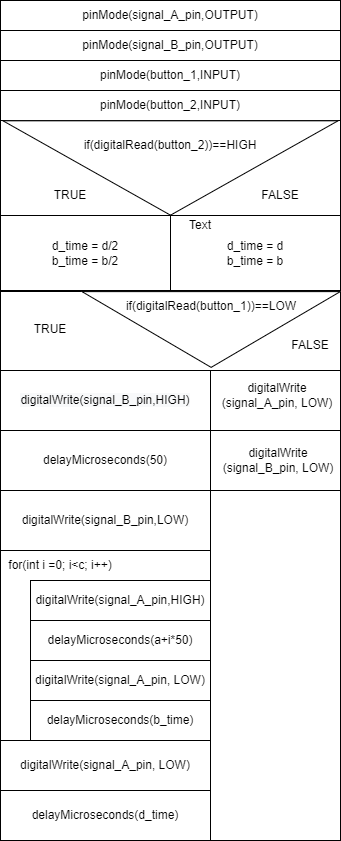 pinMode(signal_A_pin,OUTPUT)
pinMode(signal_B_pin,OUTPUT)
pinMode(button_1,INPUT)
pinMode(button_2,INPUT)
if(digitalRead(button_2))==HIGH
TRUE
FALSE
Text
d_time = d/2
b_time = b/2
d_time = d
b_time = b
if(digitalRead(button_1))==LOW
TRUE
FALSE
digitalWrite(signal_B_pin,HIGH)
delayMicroseconds(50)
digitalWrite(signal_B_pin,LOW)
for(int i =0; i<c; i++)
digitalWrite(signal_A_pin,HIGH)
delayMicroseconds(a+i*50)
digitalWrite(signal_A_pin, LOW)
delayMicroseconds(b_time)
digitalWrite(signal_A_pin, LOW)
delayMicroseconds(d_time)
digitalWrite
(signal_A_pin, LOW)
digitalWrite
(signal_B_pin, LOW)